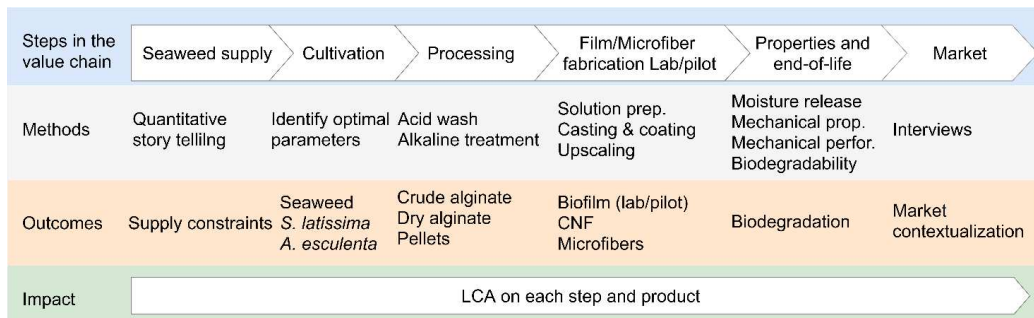 Steps in the
value chain
Seaweed supply
Cultivation
Processing
Film/Microfiber
fabrication Lab/pilot
Properties and
end-of-life
Market
Methods
Quantitative
story tellilng
Identify optimal
parameters
Acid wash
Alkaline treatment
Solution prep.
Casting & coating
Upscaling
Moisture release
Mechanical prop.
Mechanical perfor.
Biodegradability
Interviews
Outcomes
Supply constraints
Seaweed
S. latissima
A. esculenta
Crude alginate
Dry alginate
Pellets
Biofilm (lab/pilot)
CNF
Microfibers
Biodegradation
Market
contextualization
Impact
LCA on each step and product